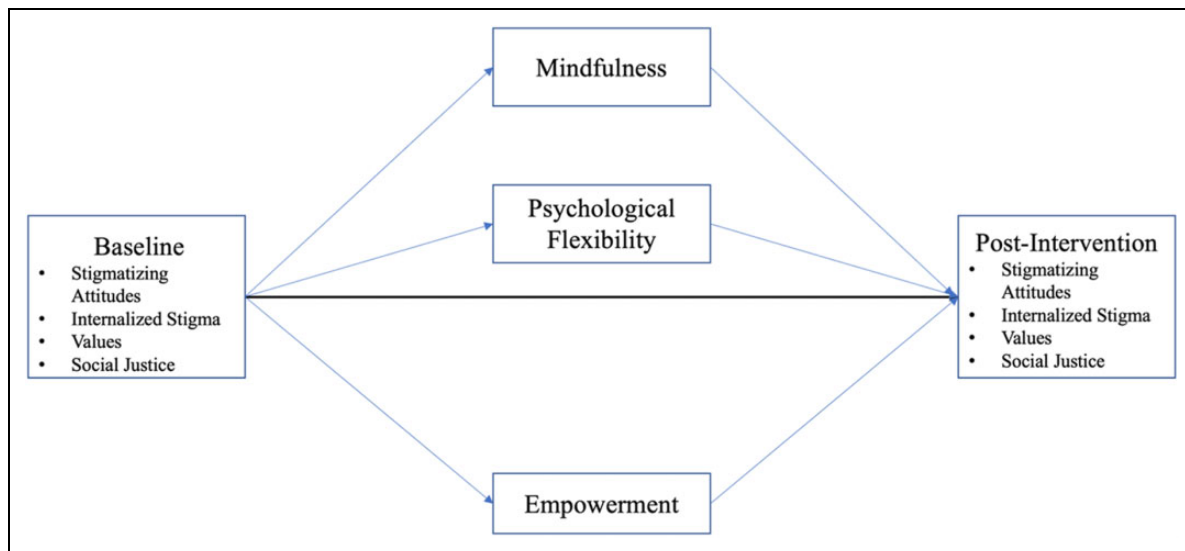 Mindfulness
Psychological
Flexibility
Baseline
• Stigmatizing
Attitudes
• Internalized Stigma
• Values
• Social Justice
Post-Intervention
• Stigmatizing
Attitudes
• Internalized Stigma
• Values
• Social Justice
Empowerment